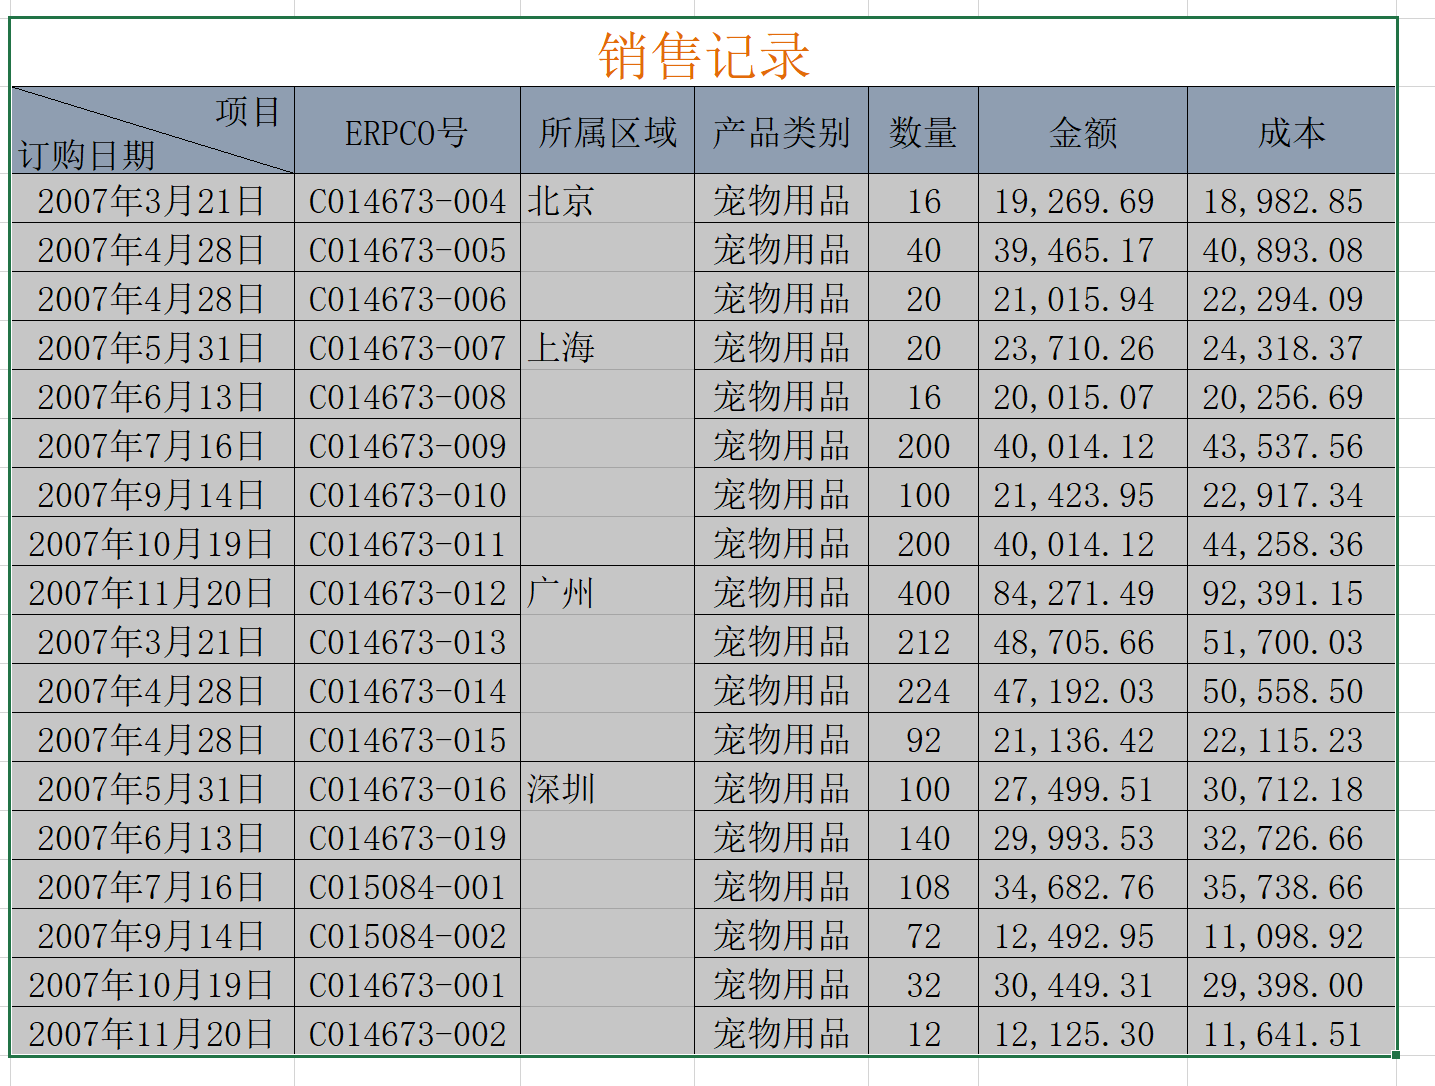 销售记录
项目
订购日期 ERPCO号 所属区域 产品类别 数量 金额 成本
2007年3月21日 C014673-004 北京 宠物用品 16 19,269.69 18,982.85
2007年4月28日 C014673-005 宠物用品 40 39,465.17 40,893.08
2007年4月28日 C014673-006 宠物用品 20 21,015.94 22,294.09
2007年5月31日 C014673-007 上海 宠物用品 20 23,710.26 24,318.37
2007年6月13日 C014673-008 宠物用品 16 20,015.07 20,256.69
2007年7月16日 C014673-009 宠物用品 200 40,014.12 43,537.56
2007年9月14日 C014673-010 宠物用品 100 21,423.95 22,917.34
2007年10月19日 C014673-011 宠物用品 200 40,014.12 44,258.36
2007年11月20日 C014673-012 广州 宠物用品 400 84,271.49 92,391.15
2007年3月21日 C014673-013 宠物用品 212 48,705.66 51,700.03
2007年4月28日 C014673-014 宠物用品 224 47,192.03 50,558.50
2007年4月28日 C014673-015 宠物用品 92 21,136.42 22,115.23
2007年5月31日 C014673-016 深圳 宠物用品 100 27,499.51 30,712.18
2007年6月13日 C014673-019 宠物用品 140 29,993.53 32,726.66
2007年7月16日 C015084-001 宠物用品 108 34,682.76 35,738.66
2007年9月14日 C015084-002 宠物用品 72 12,492.95 11,098.92
2007年10月19日 C014673-001 宠物用品 32 30,449.31 29,398.00
2007年11月20日 C014673-002 宠物用品 12 12,125.30 11,641.51